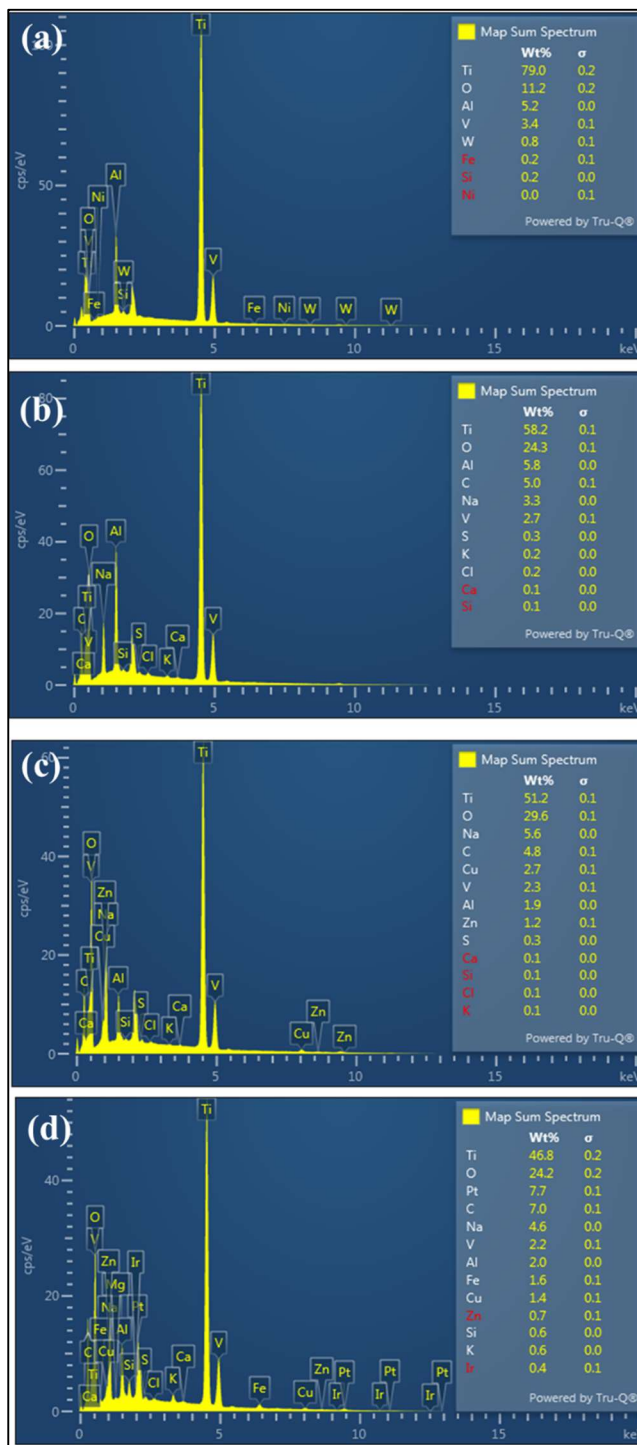 (a)
Map Sum Spectrum
Wt% σ
Ti 79.0 0.2
O 11.2 0.2
Al 5.2 0.0
V 3.4 0.1
W 0.8 0.1
Fe 0.2 0.1
Si 0.2 0.0
Ni 0.0 0.1
Powered by Tru-Q®
cps/eV
50
0
Ti
Al
Ni
O
W
Fe Si
V
Fe Ni W W W
0 5 10 15 keV
(b)
Map Sum Spectrum
Wt% σ
Ti 58.2 0.1
O 24.3 0.1
Al 5.8 0.0
C 5.0 0.1
Na 3.3 0.0
V 2.7 0.1
S 0.3 0.0
K 0.2 0.0
Cl 0.2 0.0
Ca 0.1 0.0
Si 0.1 0.0
Powered by Tru-Q®
cps/eV
80
60
40
20
0
Ti
O Al
Na
Ti
C S
V V
Ca Si Cl K Ca
0 5 10 15 keV
(c)
Map Sum Spectrum
Wt% σ
Ti 51.2 0.1
O 29.6 0.1
Na 5.6 0.0
C 4.8 0.1
Cu 2.7 0.1
V 2.3 0.1
Al 1.9 0.0
Zn 1.2 0.1
S 0.3 0.0
Ca 0.1 0.0
Si 0.1 0.0
Cl 0.1 0.0
K 0.1 0.0
Powered by Tru-Q®
cps/eV
60
40
20
0
Ti
O
V
Zn
Na
Cu
Ti
C Al
S V
Ca Si Cl K Ca
Cu Zn Zn
0 5 10 15 keV
(d)
Map Sum Spectrum
Wt% σ
Ti 46.8 0.2
O 24.2 0.2
Pt 7.7 0.1
C 7.0 0.1
Na 4.6 0.0
V 2.2 0.1
Al 2.0 0.0
Fe 1.6 0.1
Cu 1.4 0.1
Zn 0.7 0.1
Si 0.6 0.0
K 0.6 0.0
Ir 0.4 0.1
Powered by Tru-Q®
cps/eV
40
20
0
Ti
O
V
Zn Ir
Mg
Na Pt
Fe Al
C Cu S
Ti Si
Ca Cl K Ca
V
Fe Cu Zn Pt Pt Pt
Ir Ir Ir
0 5 10 15 keV